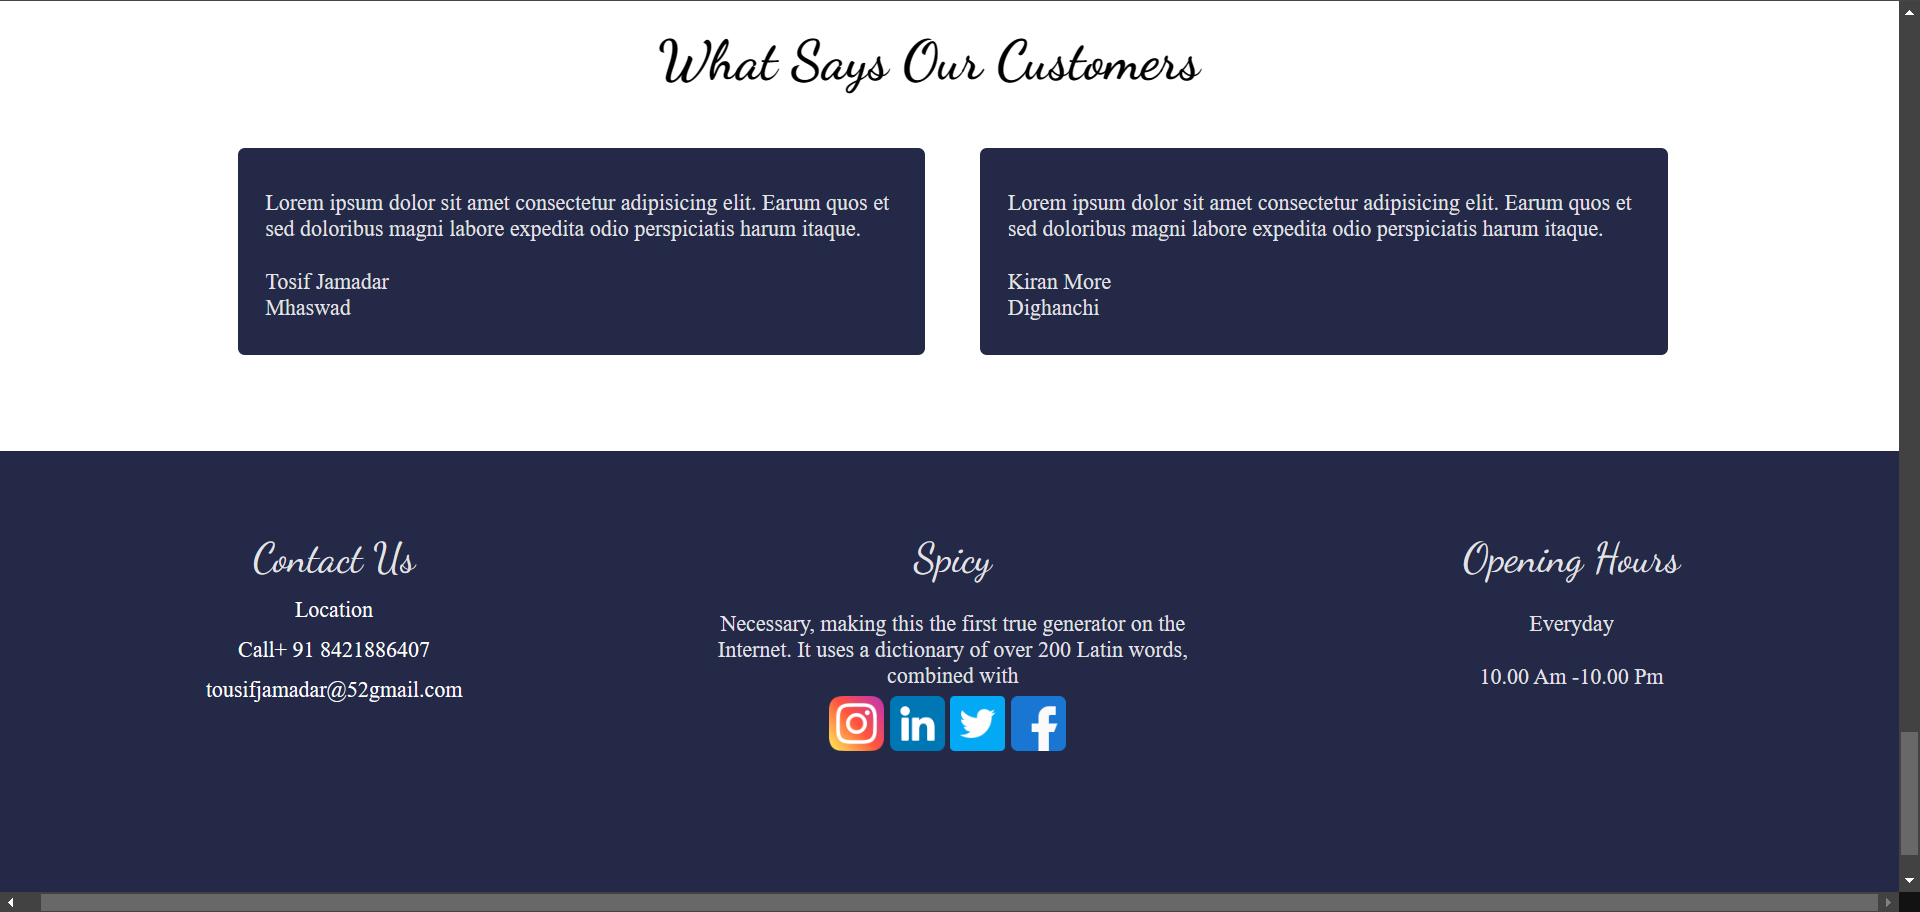 What Says Our Customers
Lorem ipsum dolor sit amet consectetur adipisicing elit. Earum quos et
sed doloribus magni labore expedita odio perspiciatis harum itaque.
Tosif Jamadar
Mhaswad
Lorem ipsum dolor sit amet consectetur adipisicing elit. Earum quos et
sed doloribus magni labore expedita odio perspiciatis harum itaque.
Kiran More
Dighanchi
Contact Us
Location
Call+ 91 8421886407
tousifjamadar@52gmail.com
Spicy
Necessary, making this the first true generator on the
Internet. It uses a dictionary of over 200 Latin words,
combined with
in
f
Opening Hours
Everyday
10.00 Am -10.00 Pm